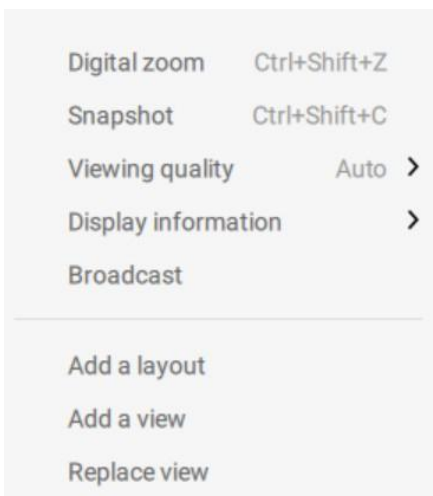 Digital zoom Ctrl+Shift+Z
Snapshot Ctrl+Shift+C
Viewing quality Auto
Display information
Broadcast
Add a layout
Add a view
Replace view